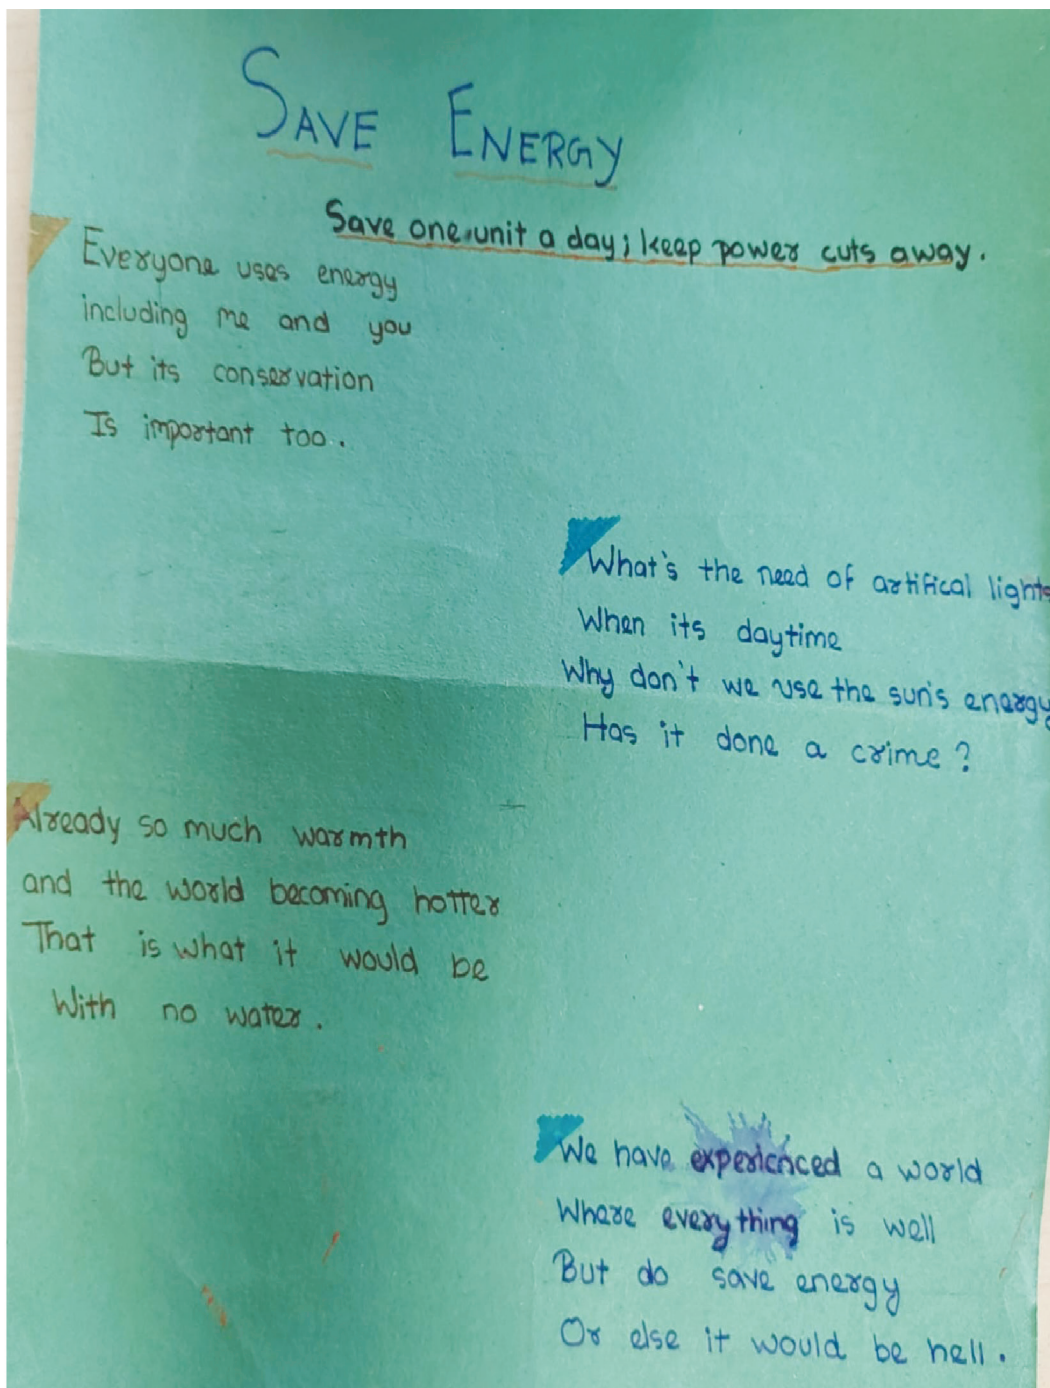 SAVE ENERGY
Save one unit a day; keep power cuts away.
Everyone uses energy
including me and you
But its conservation
Is important too..
What's the need of artifical lights
When its daytime
Why don't we use the sun's energy
Has it done a crime?
Already so much warmth
and the world becoming hotter
That is what it would be
With no water.
We have experienced a world
Where everything is well
But do save energy
Or else it would be hell.